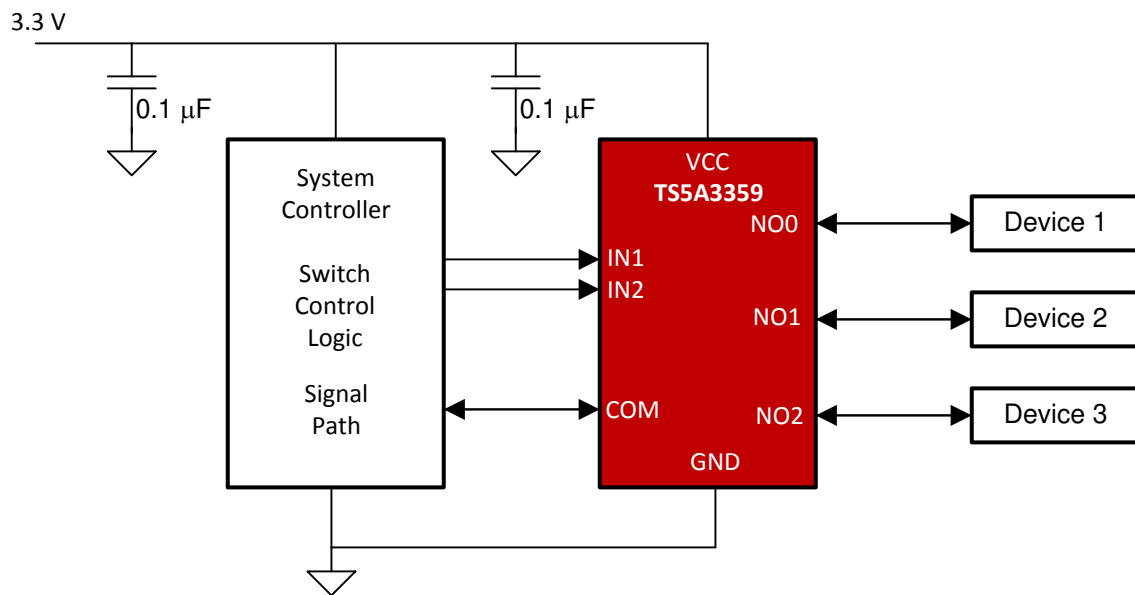 3.3 V
0.1 μF
0.1 μF
System
Controller
Switch
Control
Logic
Signal
Path
VCC
TS5A3359
IN1
IN2
COM
NO0
NO1
NO2
GND
Device 1
Device 2
Device 3